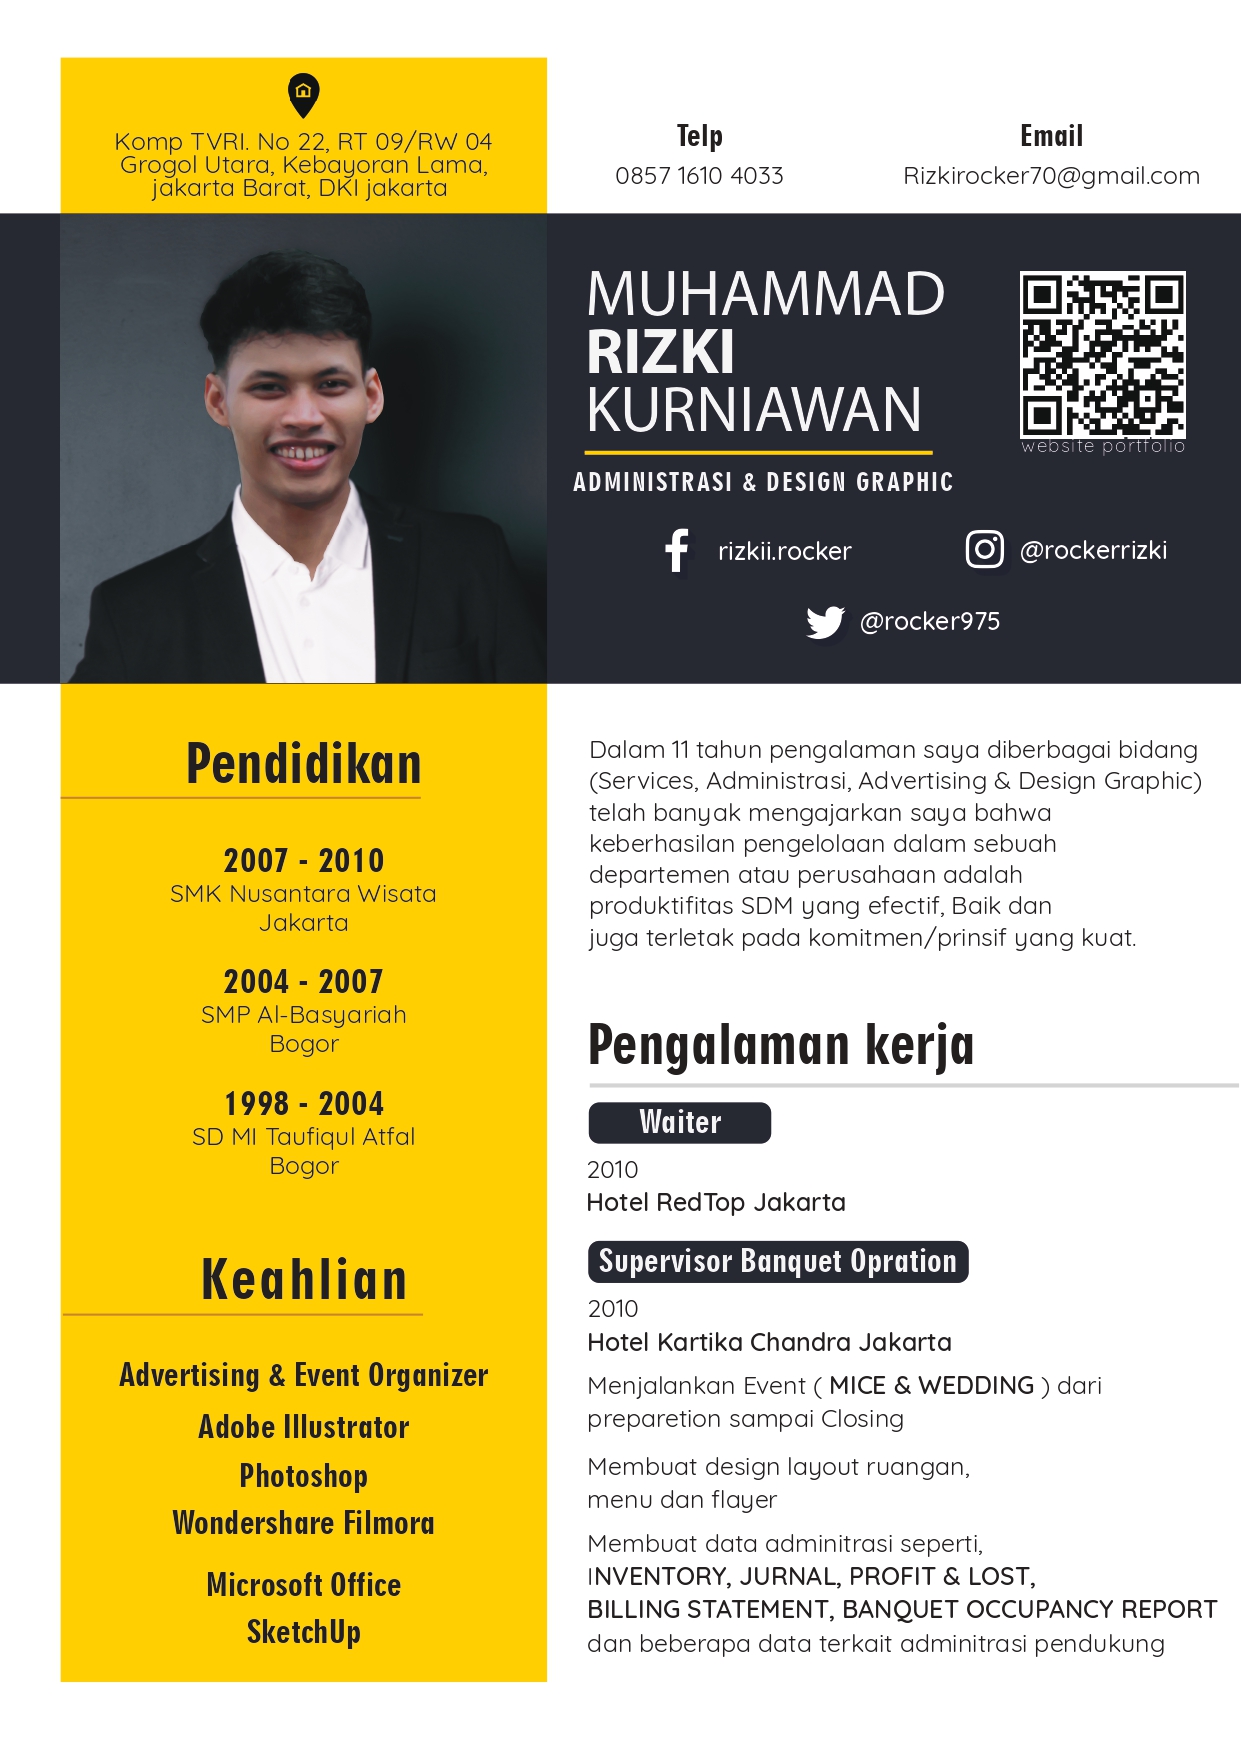 Komp TVRI. No 22, RT 09/RW 04
Grogol Utara, Kebayoran Lama,
jakarta Barat, DKI jakarta
Telp
0857 1610 4033
Email
Rizkirocker70@gmail.com
MUHAMMAD
RIZKI
KURNIAWAN
ADMINISTRASI & DESIGN GRAPHIC
website portfolio
rizkii.rocker
@rockerrizki
@rocker975
Pendidikan
2007 - 2010
SMK Nusantara Wisata
Jakarta
2004 - 2007
SMP Al-Basyariah
Bogor
1998 - 2004
SD MI Taufiqul Atfal
Bogor
Keahlian
Advertising & Event Organizer
Adobe Illustrator
Photoshop
Wondershare Filmora
Microsoft Office
SketchUp
Dalam 11 tahun pengalaman saya diberbagai bidang
(Services, Administrasi, Advertising & Design Graphic)
telah banyak mengajarkan saya bahwa
keberhasilan pengelolaan dalam sebuah
departemen atau perusahaan adalah
produktifitas SDM yang efectif, Baik dan
juga terletak pada komitmen/prinsif yang kuat.
Pengalaman kerja
Waiter
2010
Hotel RedTop Jakarta
Supervisor Banquet Opration
2010
Hotel Kartika Chandra Jakarta
Menjalankan Event ( MICE & WEDDING ) dari
preparetion sampai Closing
Membuat design layout ruangan,
menu dan flayer
Membuat data adminitrasi seperti,
INVENTORY, JURNAL, PROFIT & LOST,
BILLING STATEMENT, BANQUET OCCUPANCY REPORT
dan beberapa data terkait adminitrasi pendukung